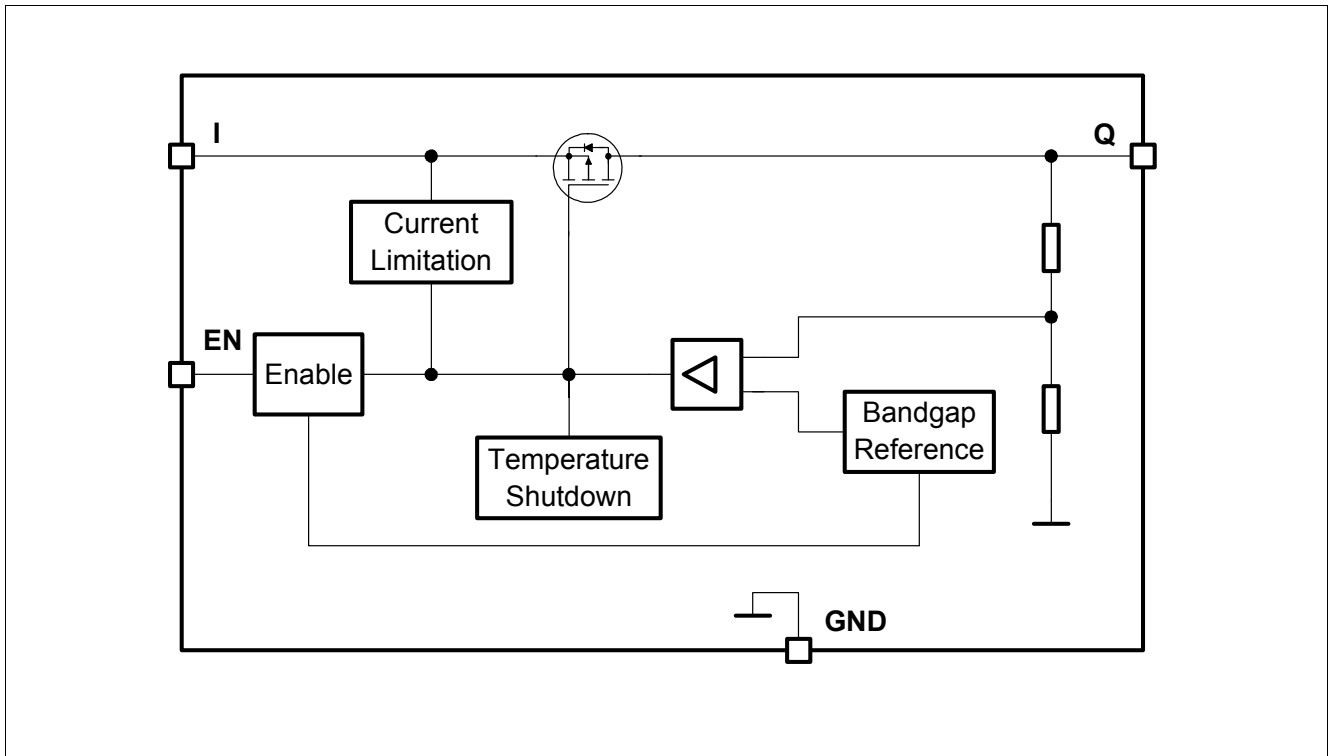 I
Q
Current
Limitation
EN
Enable
Bandgap
Reference
Temperature
Shutdown
GND